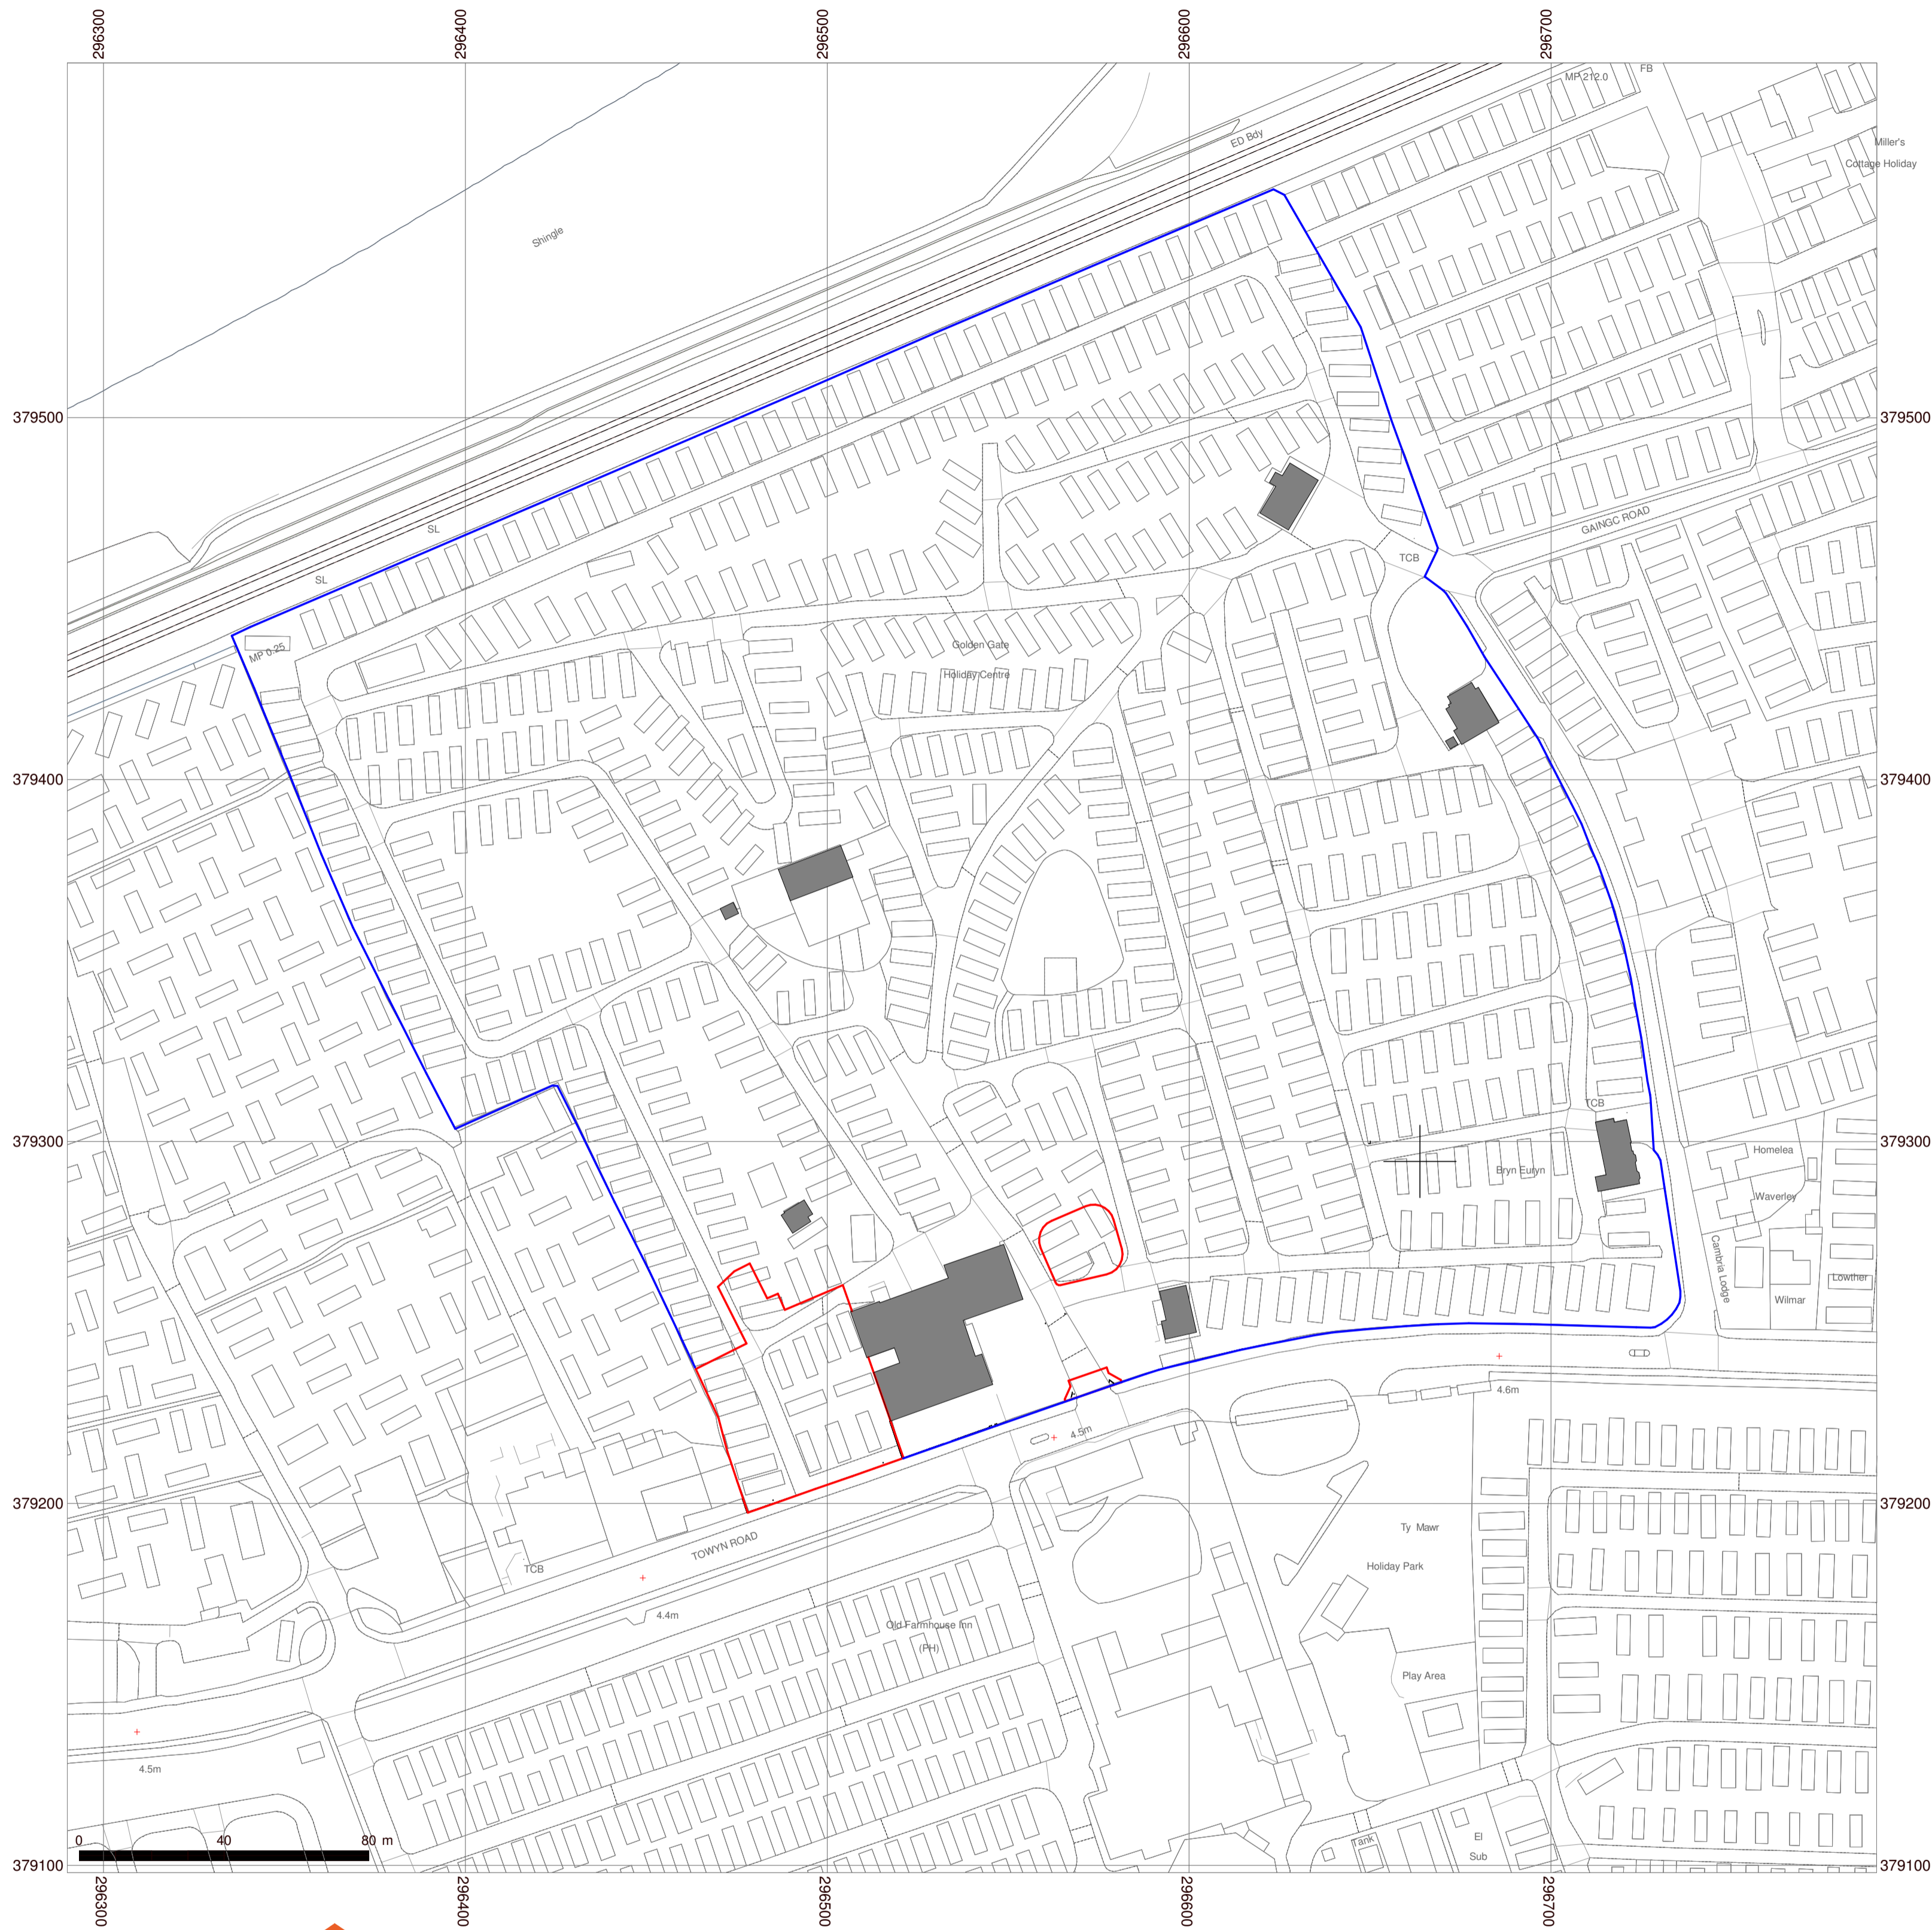 296300
296400
296500
296600
296700
MP 212.0
FB
ED Bdy
Miller's
Cottage Holiday
Shingle
379500
379500
SL
GAINGC ROAD
TCB
SL
Golden Gate
MP 0.25
Holiday Centre
379400
379400
TCB
379300
379300
Homelea
Bryn Euryn
Waverley
Cambria Lodge
Lowther
Wilmar
4.6m
4.5m
379200
379200
Ty Mawr
TOWYN ROAD
Holiday Park
TCB
4.4m
Old Farmhouse Inn
(PH)
Play Area
4.5m
0 40 80 m
Tank
El
Sub
379100
379100
296300
296400
296500
296600
296700